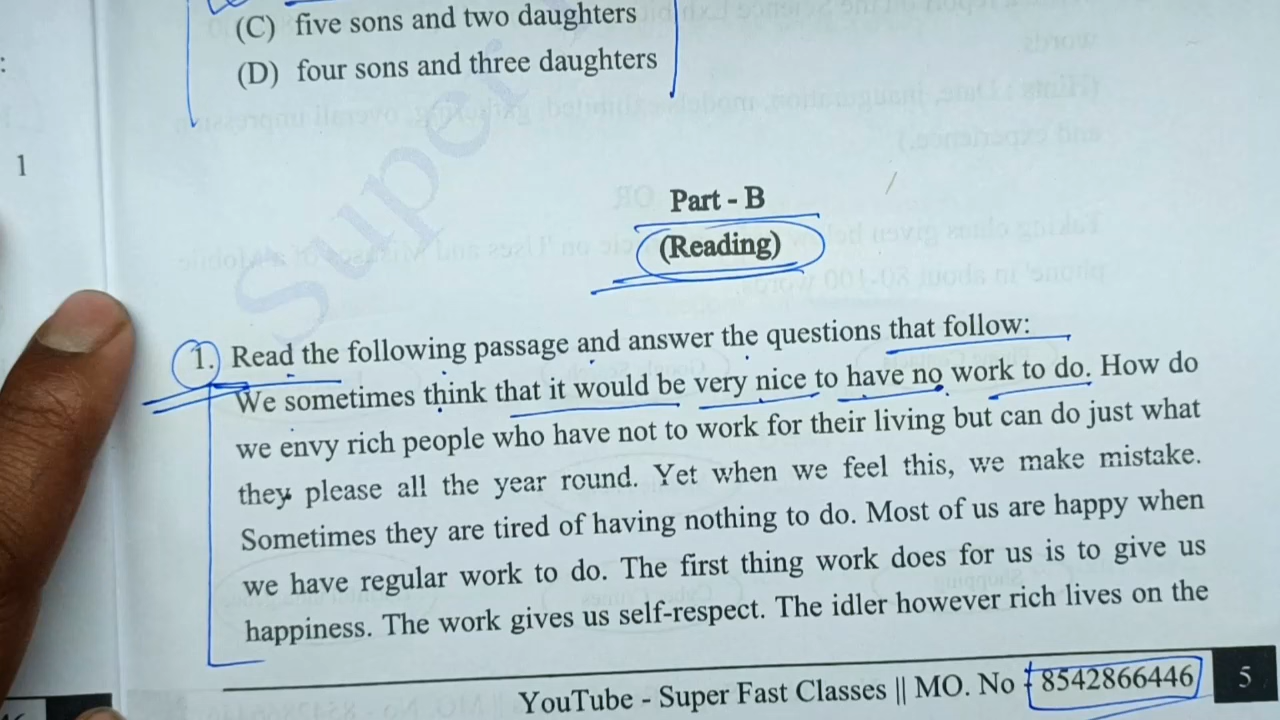 (C) five sons and two daughters
(D) four sons and three daughters
1
Super
Part - B
(Reading)
1. Read the following passage and answer the questions that follow:
We sometimes think that it would be very nice to have no work to do. How do
we envy rich people who have not to work for their living but can do just what
they please all the year round. Yet when we feel this, we make mistake.
Sometimes they are tired of having nothing to do. Most of us are happy when
we have regular work to do. The first thing work does for us is to give us
happiness. The work gives us self-respect. The idler however rich lives on the
YouTube - Super Fast Classes || MO. No : 8542866446
5